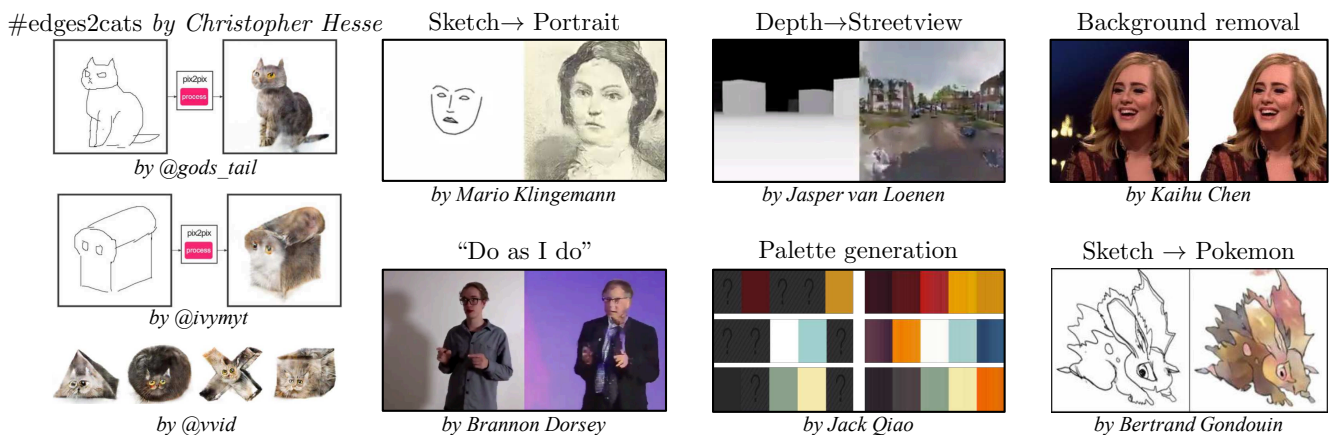 #edges2cats by Christopher Hesse
pix2pix
process
by @gods_tail
pix2pix
process
by @ivymyt
by @vvid
Sketch→ Portrait
by Mario Klingemann
"Do as I do"
by Brannon Dorsey
Depth→Streetview
by Jasper van Loenen
Palette generation
? ? ?
? ? ?
? ?
by Jack Qiao
Background removal
by Kaihu Chen
Sketch → Pokemon
by Bertrand Gondouin